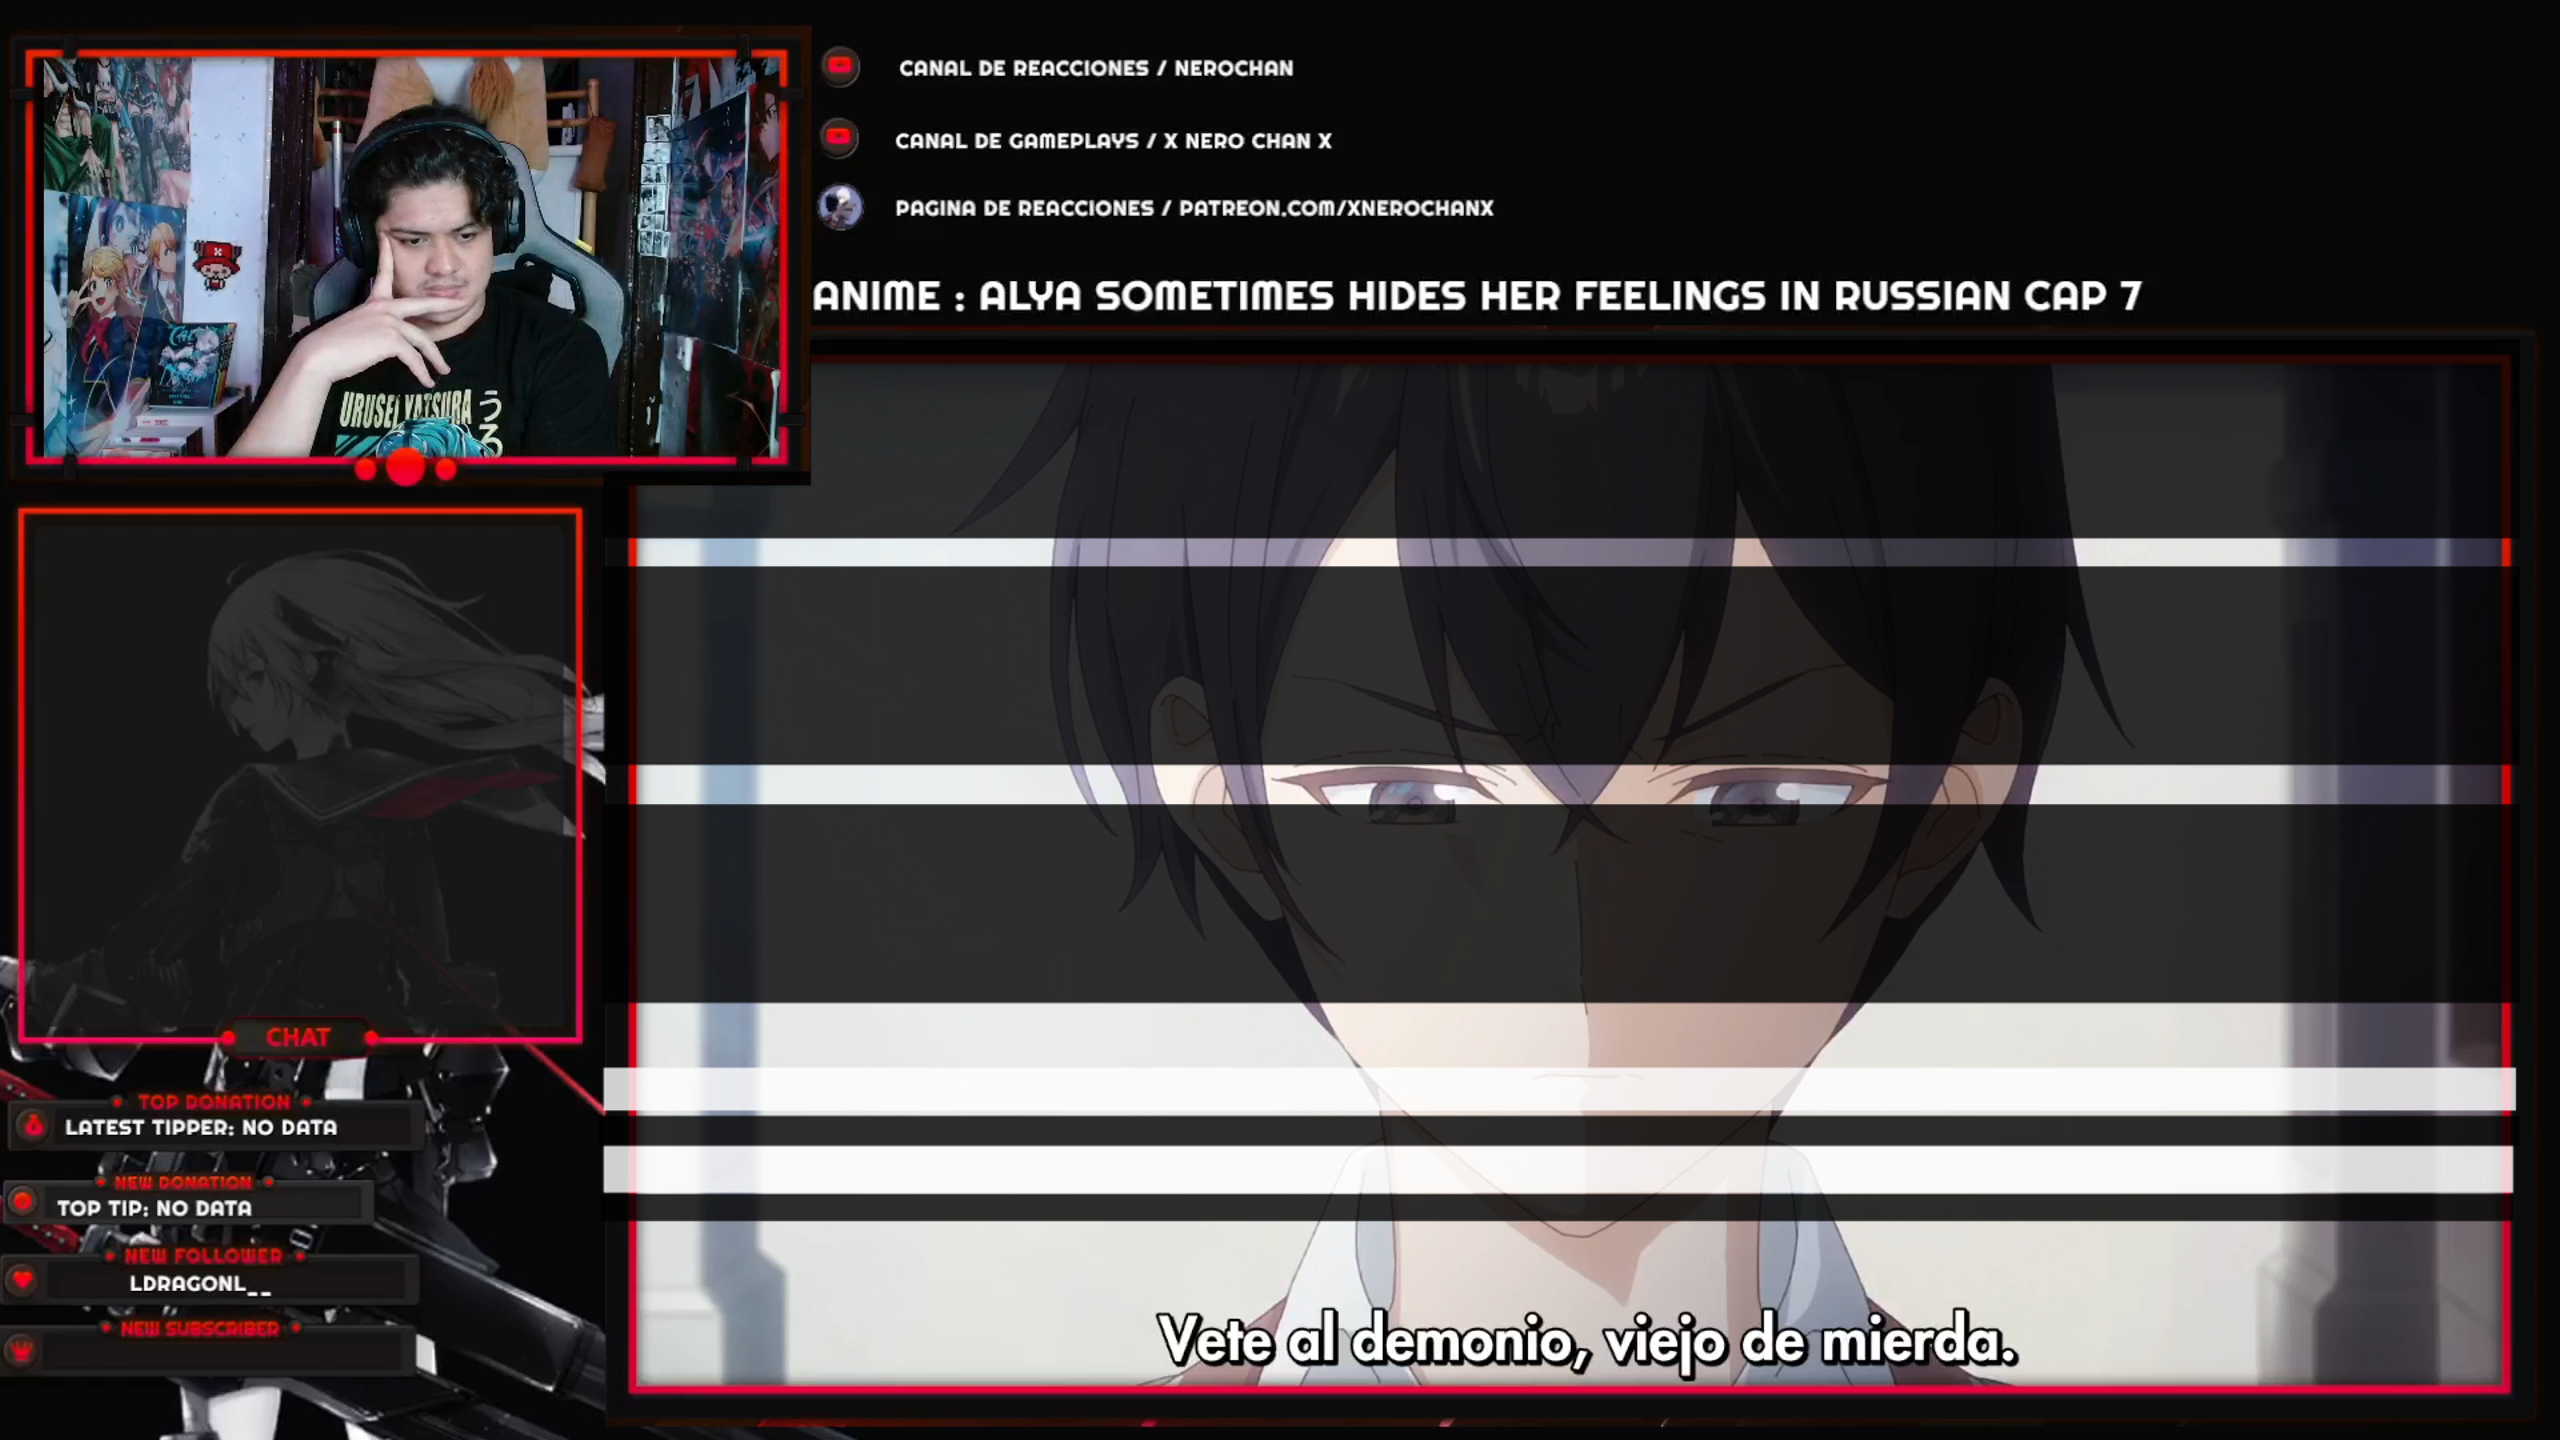 CANAL DE REACCIONES / NEROCHAN
CANAL DE GAMEPLAYS / X NERO CHAN X
PAGINA DE REACCIONES / PATREON.COM/XNEROCHANX
ANIME : ALYA SOMETIMES HIDES HER FEELINGS IN RUSSIAN CAP 7
URUSEI YATSURA
うる
CHAT
TOP DONATION
LATEST TIPPER: NO DATA
NEW DONATION
TOP TIP: NO DATA
NEW FOLLOWER
LDRAGONL__
NEW SUBSCRIBER
Vete al demonio, viejo de mierda.